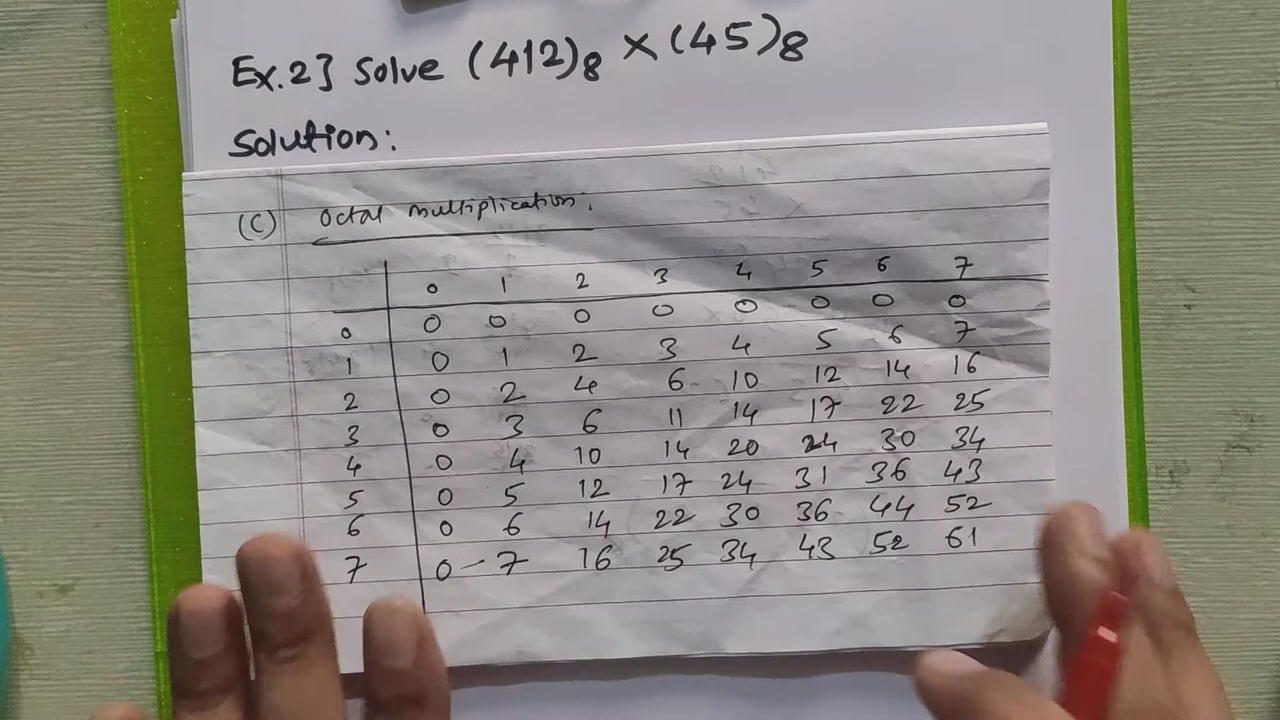 Ex.2] Solve (412)8 × (45)8
Solution:
(C) Octal multiplication:
0 1 2 3 4 5 6 7
0 0 0 0 0 0 0 0 0
1 0 1 2 3 4 5 6 7
2 0 2 4 6 10 12 14 16
3 0 3 6 11 14 17 22 25
4 0 4 10 14 20 24 30 34
5 0 5 12 17 24 31 36 43
6 0 6 14 22 30 36 44 52
7 0 - 7 16 25 34 43 52 61